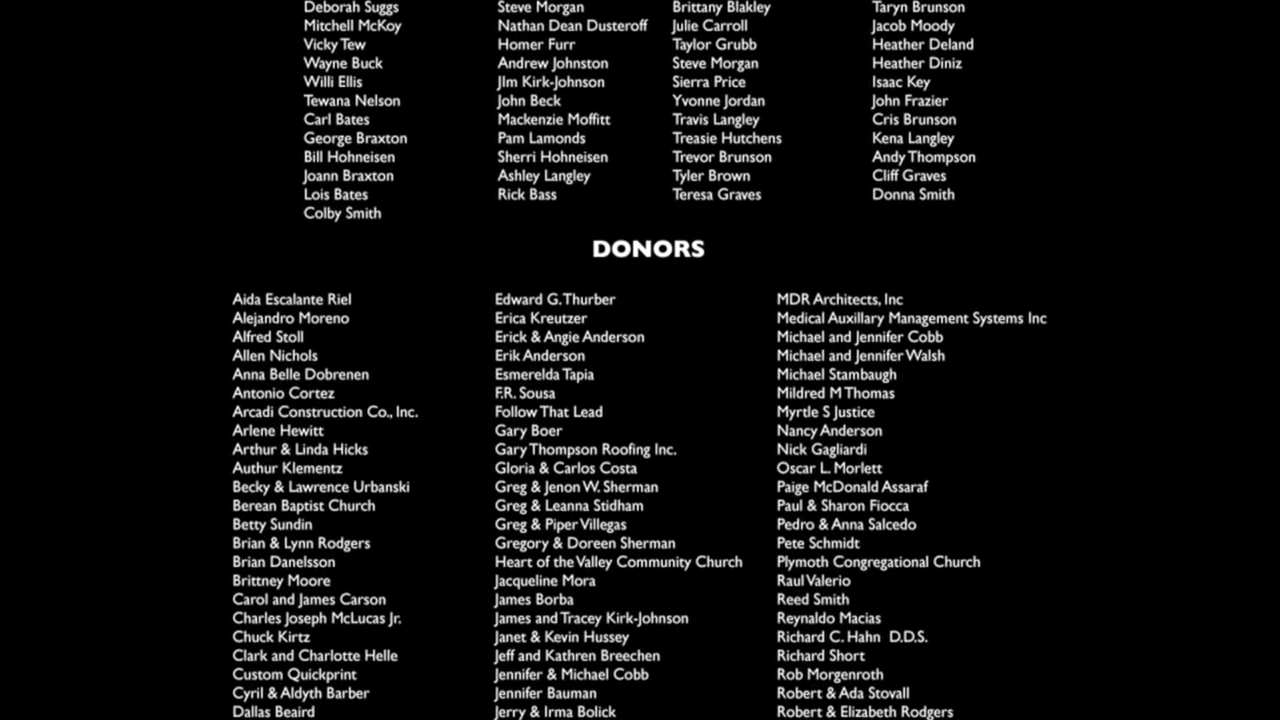 Deborah Suggs
Mitchell McKoy
Vicky Tew
Wayne Buck
Willi Ellis
Tewana Nelson
Carl Bates
George Braxton
Bill Hohneisen
Joann Braxton
Lois Bates
Colby Smith
Steve Morgan
Nathan Dean Dusteroff
Homer Furr
Andrew Johnston
JIm Kirk-Johnson
John Beck
Mackenzie Moffitt
Pam Lamonds
Sherri Hohneisen
Ashley Langley
Rick Bass
Brittany Blakley
Julie Carroll
Taylor Grubb
Steve Morgan
Sierra Price
Yvonne Jordan
Travis Langley
Treasie Hutchens
Trevor Brunson
Tyler Brown
Teresa Graves
Taryn Brunson
Jacob Moody
Heather Deland
Heather Diniz
Isaac Key
John Frazier
Cris Brunson
Kena Langley
Andy Thompson
Cliff Graves
Donna Smith
DONORS
Aida Escalante Riel
Alejandro Moreno
Alfred Stoll
Allen Nichols
Anna Belle Dobrenen
Antonio Cortez
Arcadi Construction Co., Inc.
Arlene Hewitt
Arthur & Linda Hicks
Authur Klementz
Becky & Lawrence Urbanski
Berean Baptist Church
Betty Sundin
Brian & Lynn Rodgers
Brian Danelsson
Brittney Moore
Carol and James Carson
Charles Joseph McLucas Jr.
Chuck Kirtz
Clark and Charlotte Helle
Custom Quickprint
Cyril & Aldyth Barber
Dallas Beaird
Edward G. Thurber
Erica Kreutzer
Erick & Angie Anderson
Erik Anderson
Esmerelda Tapia
F.R. Sousa
Follow That Lead
Gary Boer
Gary Thompson Roofing Inc.
Gloria & Carlos Costa
Greg & Jenon W. Sherman
Greg & Leanna Stidham
Greg & Piper Villegas
Gregory & Doreen Sherman
Heart of the Valley Community Church
Jacqueline Mora
James Borba
James and Tracey Kirk-Johnson
Janet & Kevin Hussey
Jeff and Kathren Breechen
Jennifer & Michael Cobb
Jennifer Bauman
Jerry & Irma Bolick
MDR Architects, Inc
Medical Auxillary Management Systems Inc
Michael and Jennifer Cobb
Michael and Jennifer Walsh
Michael Stambaugh
Mildred M Thomas
Myrtle S Justice
Nancy Anderson
Nick Gagliardi
Oscar L. Morlett
Paige McDonald Assaraf
Paul & Sharon Fiocca
Pedro & Anna Salcedo
Pete Schmidt
Plymoth Congregational Church
Raul Valerio
Reed Smith
Reynaldo Macias
Richard C. Hahn D.D.S.
Richard Short
Rob Morgenroth
Robert & Ada Stovall
Robert & Elizabeth Rodgers